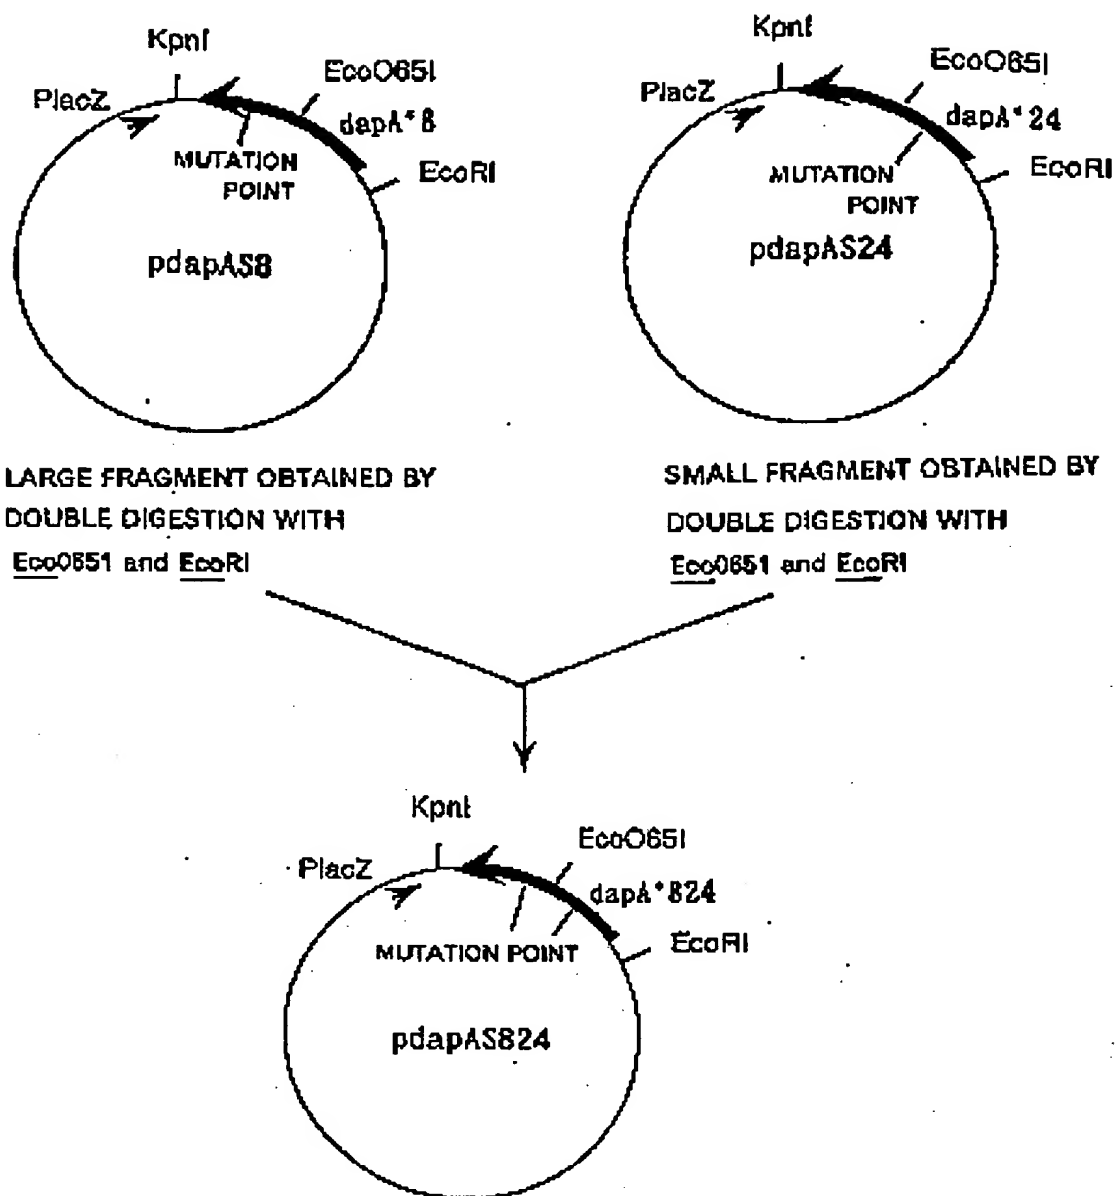 KpnI
PlacZ
EcoO65I
dapA*8
MUTATION
POINT
EcoRI
pdapAS8
KpnI
PlacZ
EcoO65I
dapA*24
MUTATION
POINT
EcoRI
pdapAS24
LARGE FRAGMENT OBTAINED BY
DOUBLE DIGESTION WITH
Eco0651 and EcoRI
SMALL FRAGMENT OBTAINED BY
DOUBLE DIGESTION WITH
Eco0651 and EcoRI
KpnI
PlacZ
EcoO65I
dapA*824
MUTATION POINT
EcoRI
pdapAS824